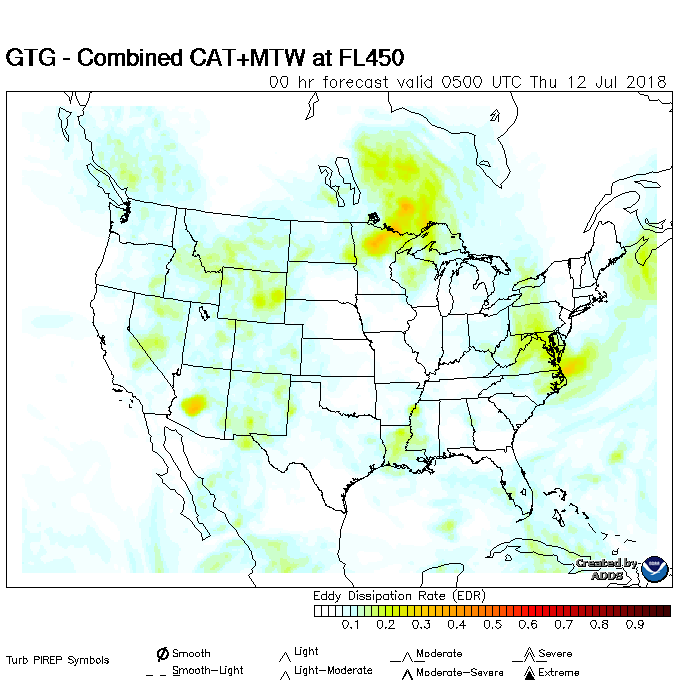 GTG - Combined CAT+MTW at FL450
00 hr forecast valid 0500 UTC Thu 12 Jul 2018
Created by
ADDS
Eddy Dissipation Rate (EDR)
0.1 0.2 0.3 0.4 0.5 0.6 0.7 0.8 0.9
Turb PIREP Symbols
Smooth Light Moderate Severe
Smooth-Light Light-Moderate Moderate-Severe Extreme